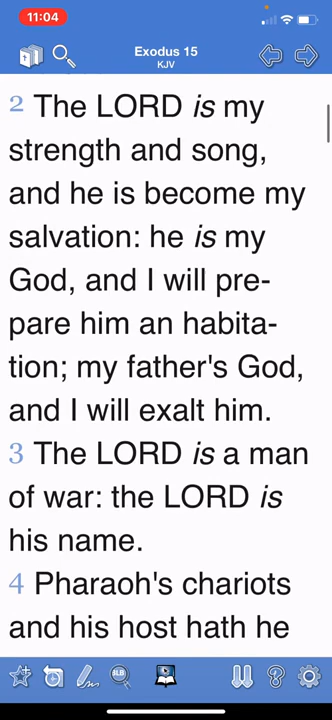 11:04
Exodus 15
KJV
2 The LORD is my
strength and song,
and he is become my
salvation: he is my
God, and I will pre-
pare him an habita-
tion; my father's God,
and I will exalt him.
3 The LORD is a man
of war: the LORD is
his name.
4 Pharaoh's chariots
and his host hath he
BLB